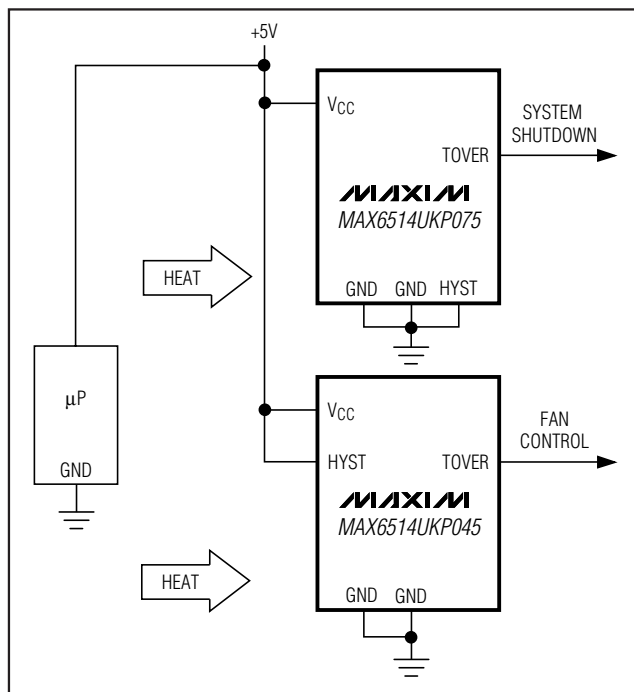 +5V
VCC
TOVER
SYSTEM
SHUTDOWN
MAXIM
MAX6514UKP075
GND GND HYST
HEAT
μP
GND
VCC
HYST
TOVER
FAN
CONTROL
MAXIM
MAX6514UKP045
GND GND
HEAT